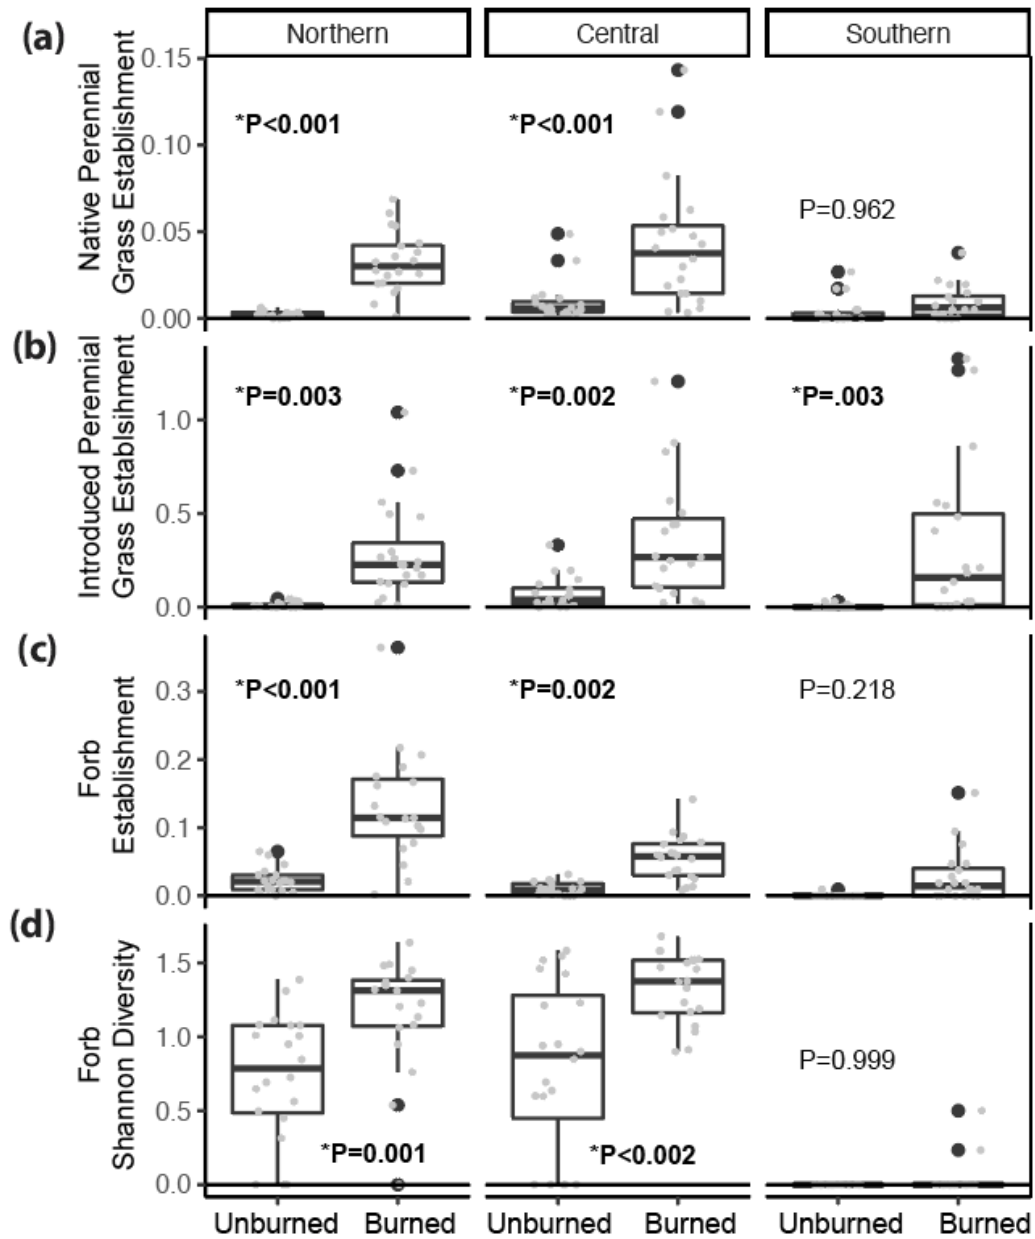 (a)
Northern
Central
Southern
Native Perennial
Grass Establishment
0.15
0.10
0.05
0.00
*P<0.001
*P<0.001
P=0.962
(b)
Introduced Perennial
Grass Establsihment
1.0
0.5
0.0
*P=0.003
*P=0.002
*P=.003
(c)
Forb
Establishment
0.3
0.2
0.1
0.0
*P<0.001
*P=0.002
P=0.218
(d)
Forb
Shannon Diversity
1.5
1.0
0.5
0.0
*P=0.001
*P<0.002
P=0.999
Unburned
Burned
Unburned
Burned
Unburned
Burned